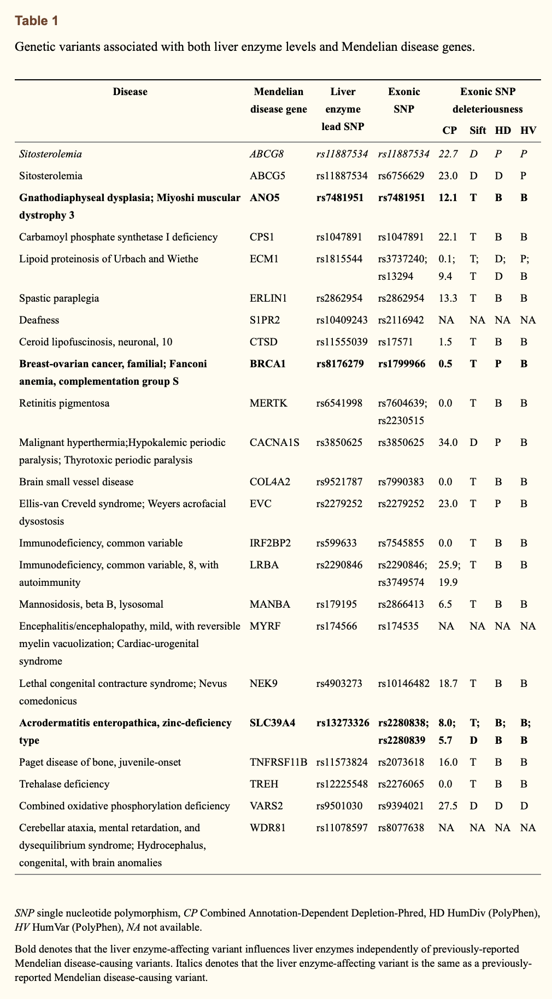 Table 1
Genetic variants associated with both liver enzyme levels and Mendelian disease genes.
Disease Mendelian Liver Exonic Exonic SNP
disease gene enzyme SNP deleteriousness
lead SNP CP Sift HD HV
Sitosterolemia ABCG8 rs11887534 rs11887534 22.7 D P P
Sitosterolemia ABCG5 rs11887534 rs6756629 23.0 D D P
Gnathodiaphyseal dysplasia; Miyoshi muscular ANO5 rs7481951 rs7481951 12.1 T B B
dystrophy 3
Carbamoyl phosphate synthetase I deficiency CPS1 rs1047891 rs1047891 22.1 T B B
Lipoid proteinosis of Urbach and Wiethe ECM1 rs1815544 rs3737240; 0.1; T; D; P;
rs13294 9.4 T D B
Spastic paraplegia ERLIN1 rs2862954 rs2862954 13.3 T B B
Deafness S1PR2 rs10409243 rs2116942 NA NA NA NA
Ceroid lipofuscinosis, neuronal, 10 CTSD rs11555039 rs17571 1.5 T B B
Breast-ovarian cancer, familial; Fanconi BRCA1 rs8176279 rs1799966 0.5 T P B
anemia, complementation group S
Retinitis pigmentosa MERTK rs6541998 rs7604639; 0.0 T B B
rs2230515
Malignant hyperthermia;Hypokalemic periodic CACNA1S rs3850625 rs3850625 34.0 D P B
paralysis; Thyrotoxic periodic paralysis
Brain small vessel disease COL4A2 rs9521787 rs7990383 0.0 T B B
Ellis-van Creveld syndrome; Weyers acrofacial EVC rs2279252 rs2279252 23.0 T P B
dysostosis
Immunodeficiency, common variable IRF2BP2 rs599633 rs7545855 0.0 T B B
Immunodeficiency, common variable, 8, with LRBA rs2290846 rs2290846; 25.9; T B B
autoimmunity rs3749574 19.9
Mannosidosis, beta B, lysosomal MANBA rs179195 rs2866413 6.5 T B B
Encephalitis/encephalopathy, mild, with reversible MYRF rs174566 rs174535 NA NA NA NA
myelin vacuolization; Cardiac-urogenital
syndrome
Lethal congenital contracture syndrome; Nevus NEK9 rs4903273 rs10146482 18.7 T B B
comedonicus
Acrodermatitis enteropathica, zinc-deficiency SLC39A4 rs13273326 rs2280838; 8.0; T; B; B;
type rs2280839 5.7 D B B
Paget disease of bone, juvenile-onset TNFRSF11B rs11573824 rs2073618 16.0 T B B
Trehalase deficiency TREH rs12225548 rs2276065 0.0 T B B
Combined oxidative phosphorylation deficiency VARS2 rs9501030 rs9394021 27.5 D D D
Cerebellar ataxia, mental retardation, and WDR81 rs11078597 rs8077638 NA NA NA NA
dysequilibrium syndrome; Hydrocephalus,
congenital, with brain anomalies
SNP single nucleotide polymorphism, CP Combined Annotation-Dependent Depletion-Phred, HD HumDiv (PolyPhen),
HV HumVar (PolyPhen), NA not available.
Bold denotes that the liver enzyme-affecting variant influences liver enzymes independently of previously-reported
Mendelian disease-causing variants. Italics denotes that the liver enzyme-affecting variant is the same as a previously-
reported Mendelian disease-causing variant.